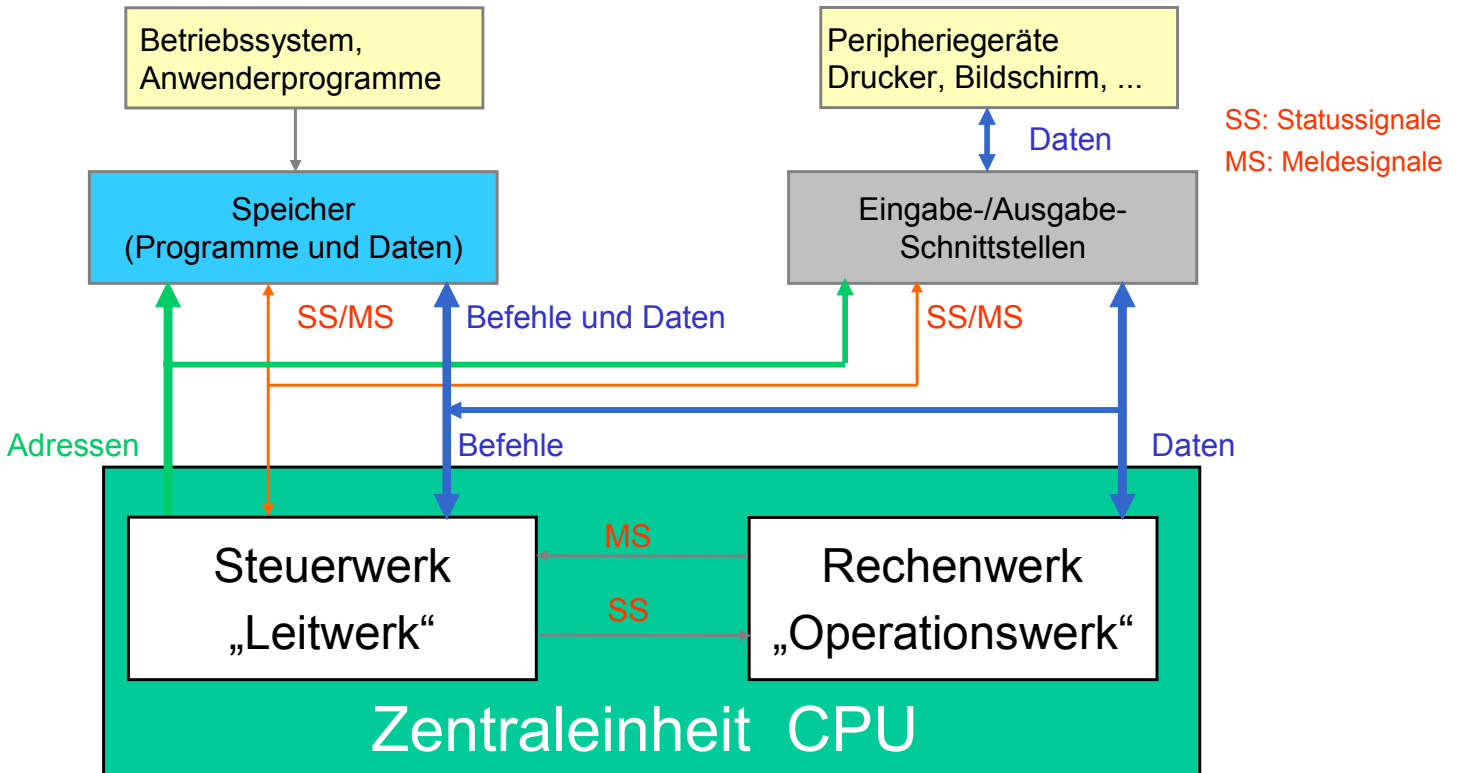 Betriebssystem,
Anwenderprogramme
Peripheriegeräte
Drucker, Bildschirm, ...
SS: Statussignale
MS: Meldesignale
Daten
Speicher
(Programme und Daten)
Eingabe-/Ausgabe-
Schnittstellen
SS/MS
Befehle und Daten
SS/MS
Adressen
Befehle
Daten
Steuerwerk
„Leitwerk“
MS
SS
Rechenwerk
„Operationswerk“
Zentraleinheit CPU